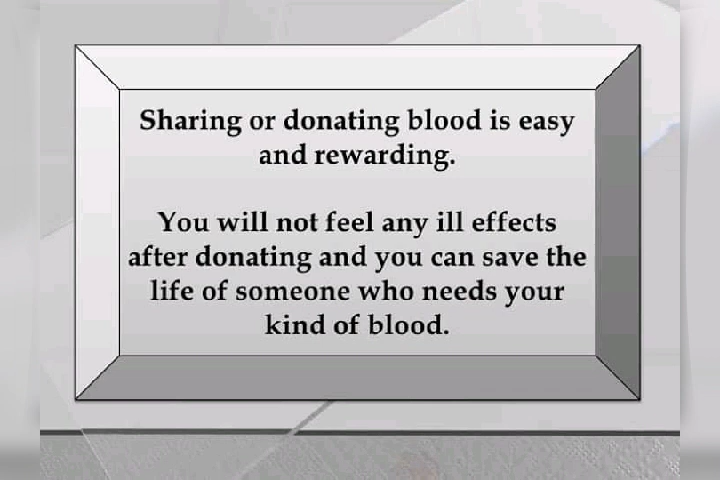 Sharing or donating blood is easy
and rewarding.
You will not feel any ill effects
after donating and you can save the
life of someone who needs your
kind of blood.